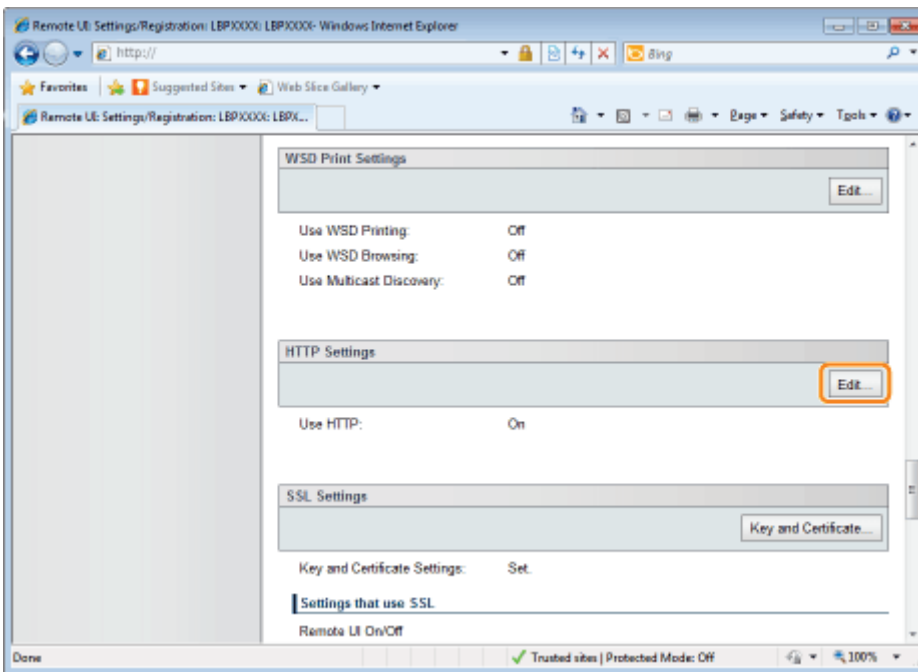 Remote UI: Settings/Registration: LBPXXXX: LBPXXXX- Windows Internet Explorer
http:// Bing
Favorites Suggested Sites Web Slice Gallery
Remote UI: Settings/Registration: LBPXXXX: LBPX... Page Safety Tools
WSD Print Settings
Edit...
Use WSD Printing: Off
Use WSD Browsing: Off
Use Multicast Discovery: Off
HTTP Settings
Edit...
Use HTTP: On
SSL Settings
Key and Certificate...
Key and Certificate Settings: Set.
Settings that use SSL
Remote UI On/Off
Done Trusted sites | Protected Mode: Off 100%